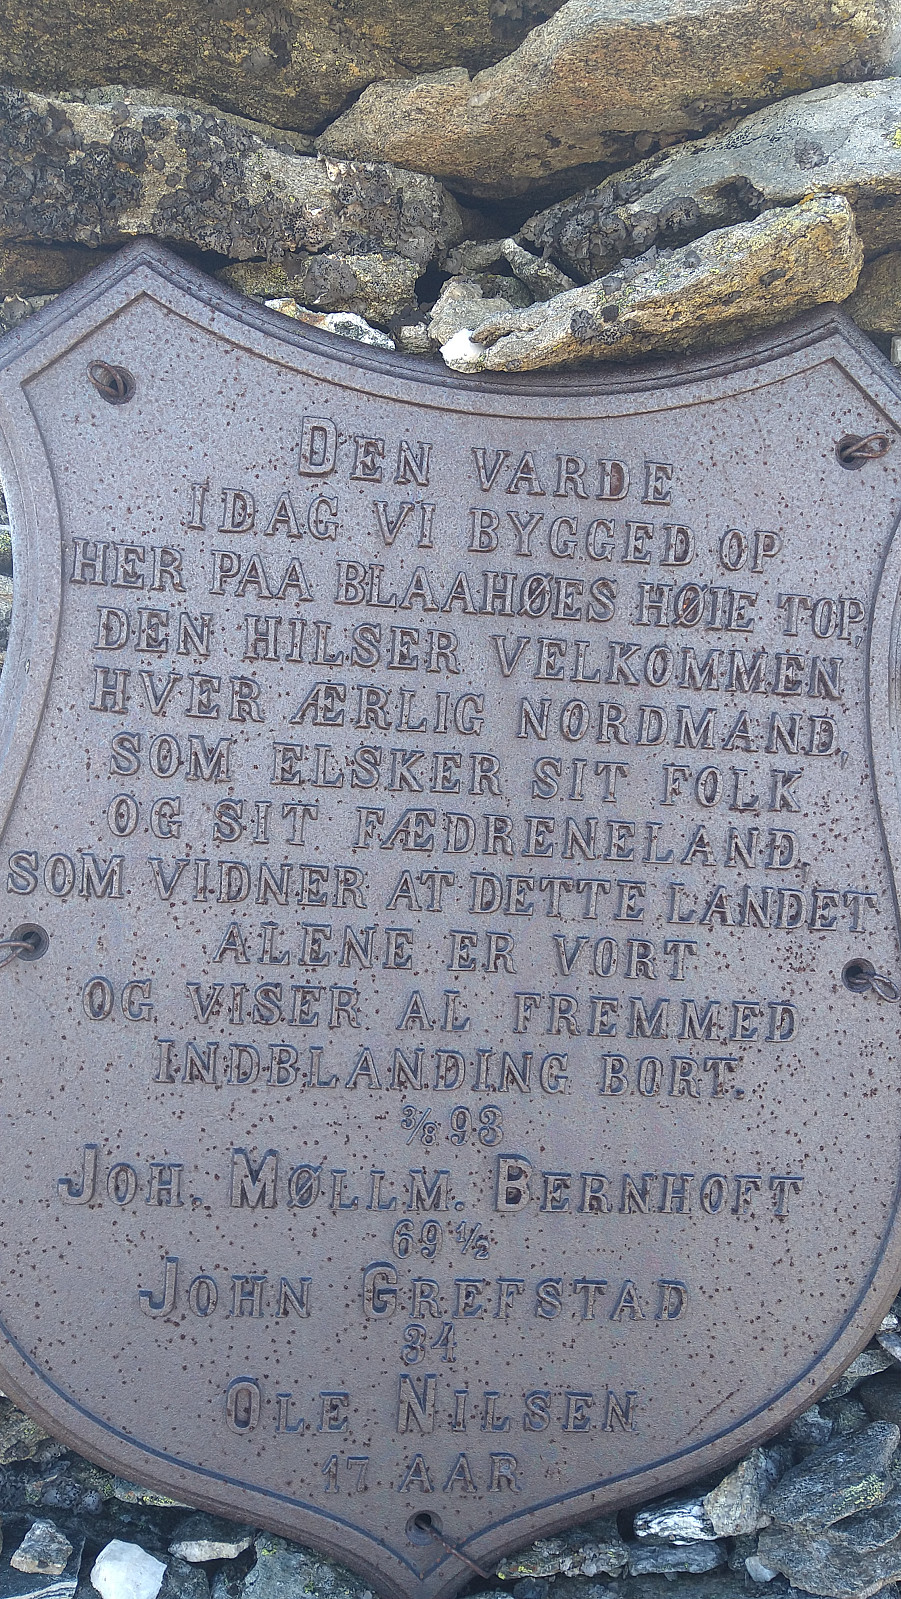 DEN VARDE
IDAG VI BYGGED OP
HER PAA BLAAHØES HØIE TOP,
DEN HILSER VELKOMMEN
HVER ÆRLIG NORDMAND,
SOM ELSKER SIT FOLK
OG SIT FÆDRENELAND,
SOM VIDNER AT DETTE LANDET
ALENE ER VORT
OG VISER AL FREMMED
INDBLANDING BORT.
3/8 93
JOH. MØLLM. BERNHOFT
69 1/2
JOHN GREFSTAD
34
OLE NILSEN
17 AAR